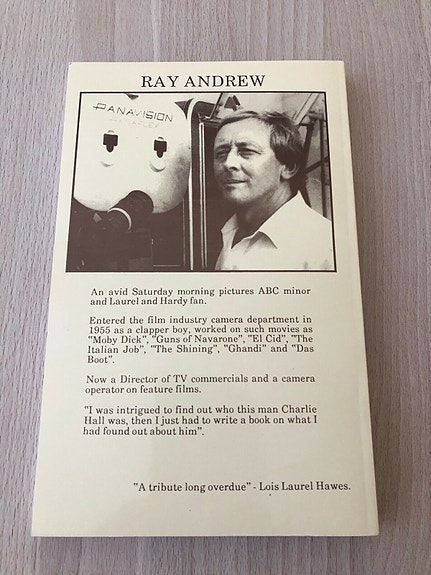 RAY ANDREW
PANAVISION
An avid Saturday morning pictures ABC minor
and Laurel and Hardy fan.
Entered the film industry camera department in
1955 as a clapper boy, worked on such movies as
"Moby Dick", "Guns of Navarone", "El Cid", "The
Italian Job", "The Shining", "Ghandi" and "Das
Boot".
Now a Director of TV commercials and a camera
operator on feature films.
"I was intrigued to find out who this man Charlie
Hall was, then I just had to write a book on what I
had found out about him".
"A tribute long overdue" - Lois Laurel Hawes.